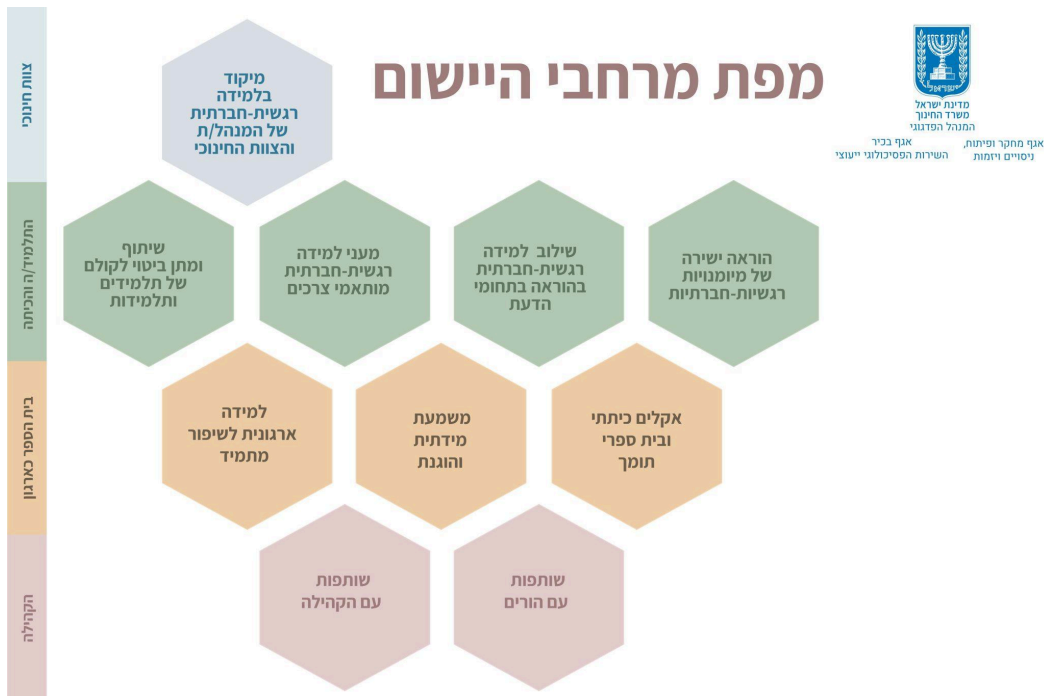 מפת מרחבי היישום
מדינת ישראל
משרד החינוך
המנהל הפדגוגי
אגף מחקר ופיתוח,
ניסויים ויזמות
אגף בכיר
השירות הפסיכולוגי ייעוצי
צוות חינוכי
מיקוד
בלמידה
רגשית-חברתית
של המנהל/ת
והצוות החינוכי
התלמיד/ה והכיתה
הוראה ישירה
של מיומנויות
רגשיות-חברתיות
שילוב למידה
רגשית-חברתית
בהוראה בתחומי
הדעת
מעני למידה
רגשית-חברתית
מותאמי צרכים
שיתוף
ומתן ביטוי לקולם
של תלמידים
ותלמידות
בית הספר כארגון
אקלים כיתתי
ובית ספרי
תומך
משמעת
מידתית
והוגנת
למידה
ארגונית לשיפור
מתמיד
הקהילה
שותפות
עם הורים
שותפות
עם הקהילה